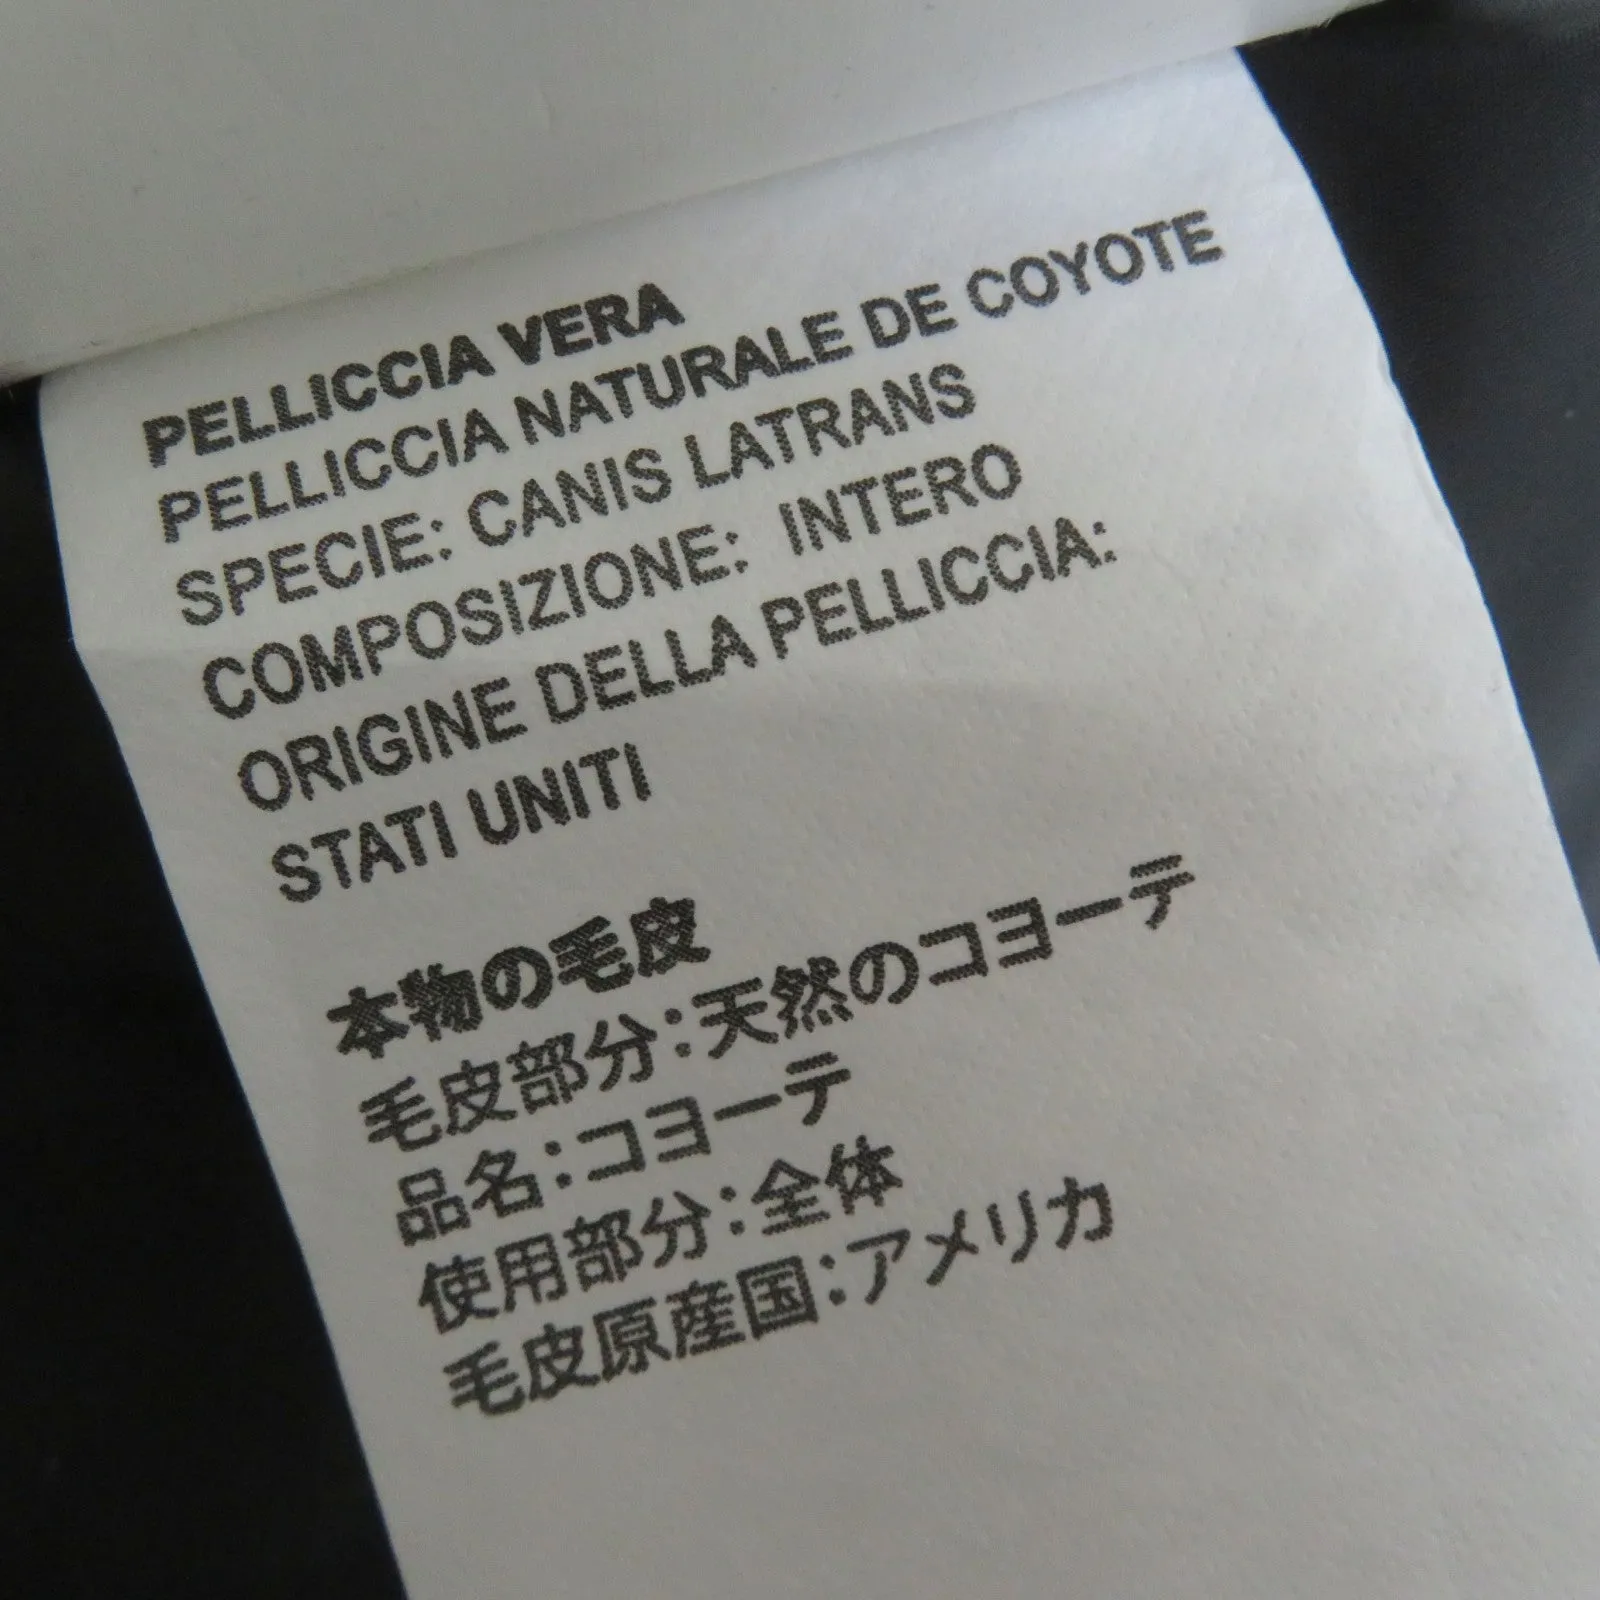 PELLICCIA VERA
PELLICCIA NATURALE DE COYOTE
SPECIE: CANIS LATRANS
COMPOSIZIONE: INTERO
ORIGINE DELLA PELLICCIA:
STATI UNITI
本物の毛皮
毛皮部分:天然のコヨーテ
品名:コヨーテ
使用部分:全体
毛皮原産国:アメリカ